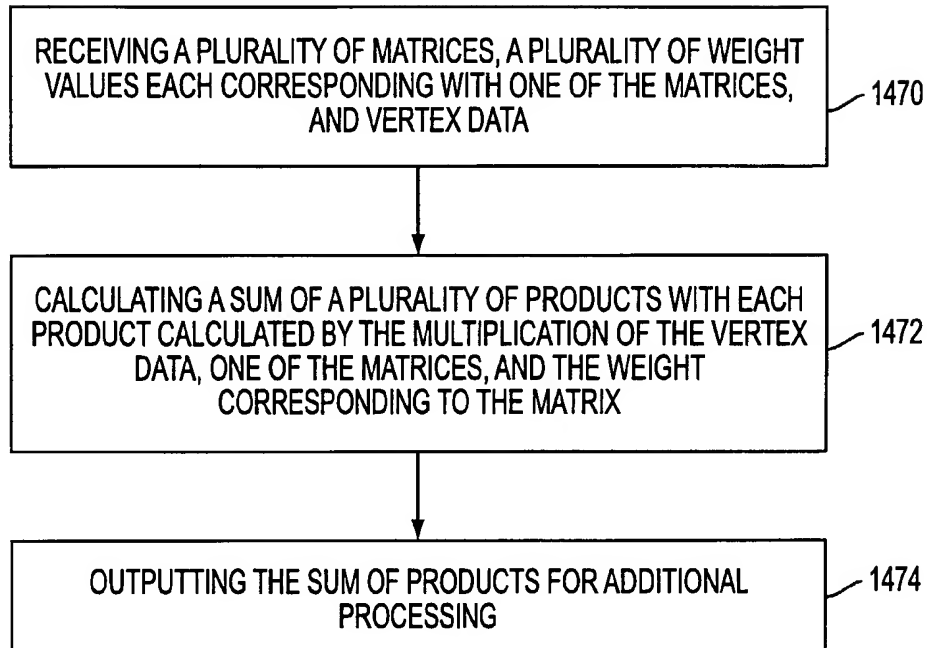 RECEIVING A PLURALITY OF MATRICES, A PLURALITY OF WEIGHT
VALUES EACH CORRESPONDING WITH ONE OF THE MATRICES,
AND VERTEX DATA
1470
CALCULATING A SUM OF A PLURALITY OF PRODUCTS WITH EACH
PRODUCT CALCULATED BY THE MULTIPLICATION OF THE VERTEX
DATA, ONE OF THE MATRICES, AND THE WEIGHT
CORRESPONDING TO THE MATRIX
1472
OUTPUTTING THE SUM OF PRODUCTS FOR ADDITIONAL
PROCESSING
1474